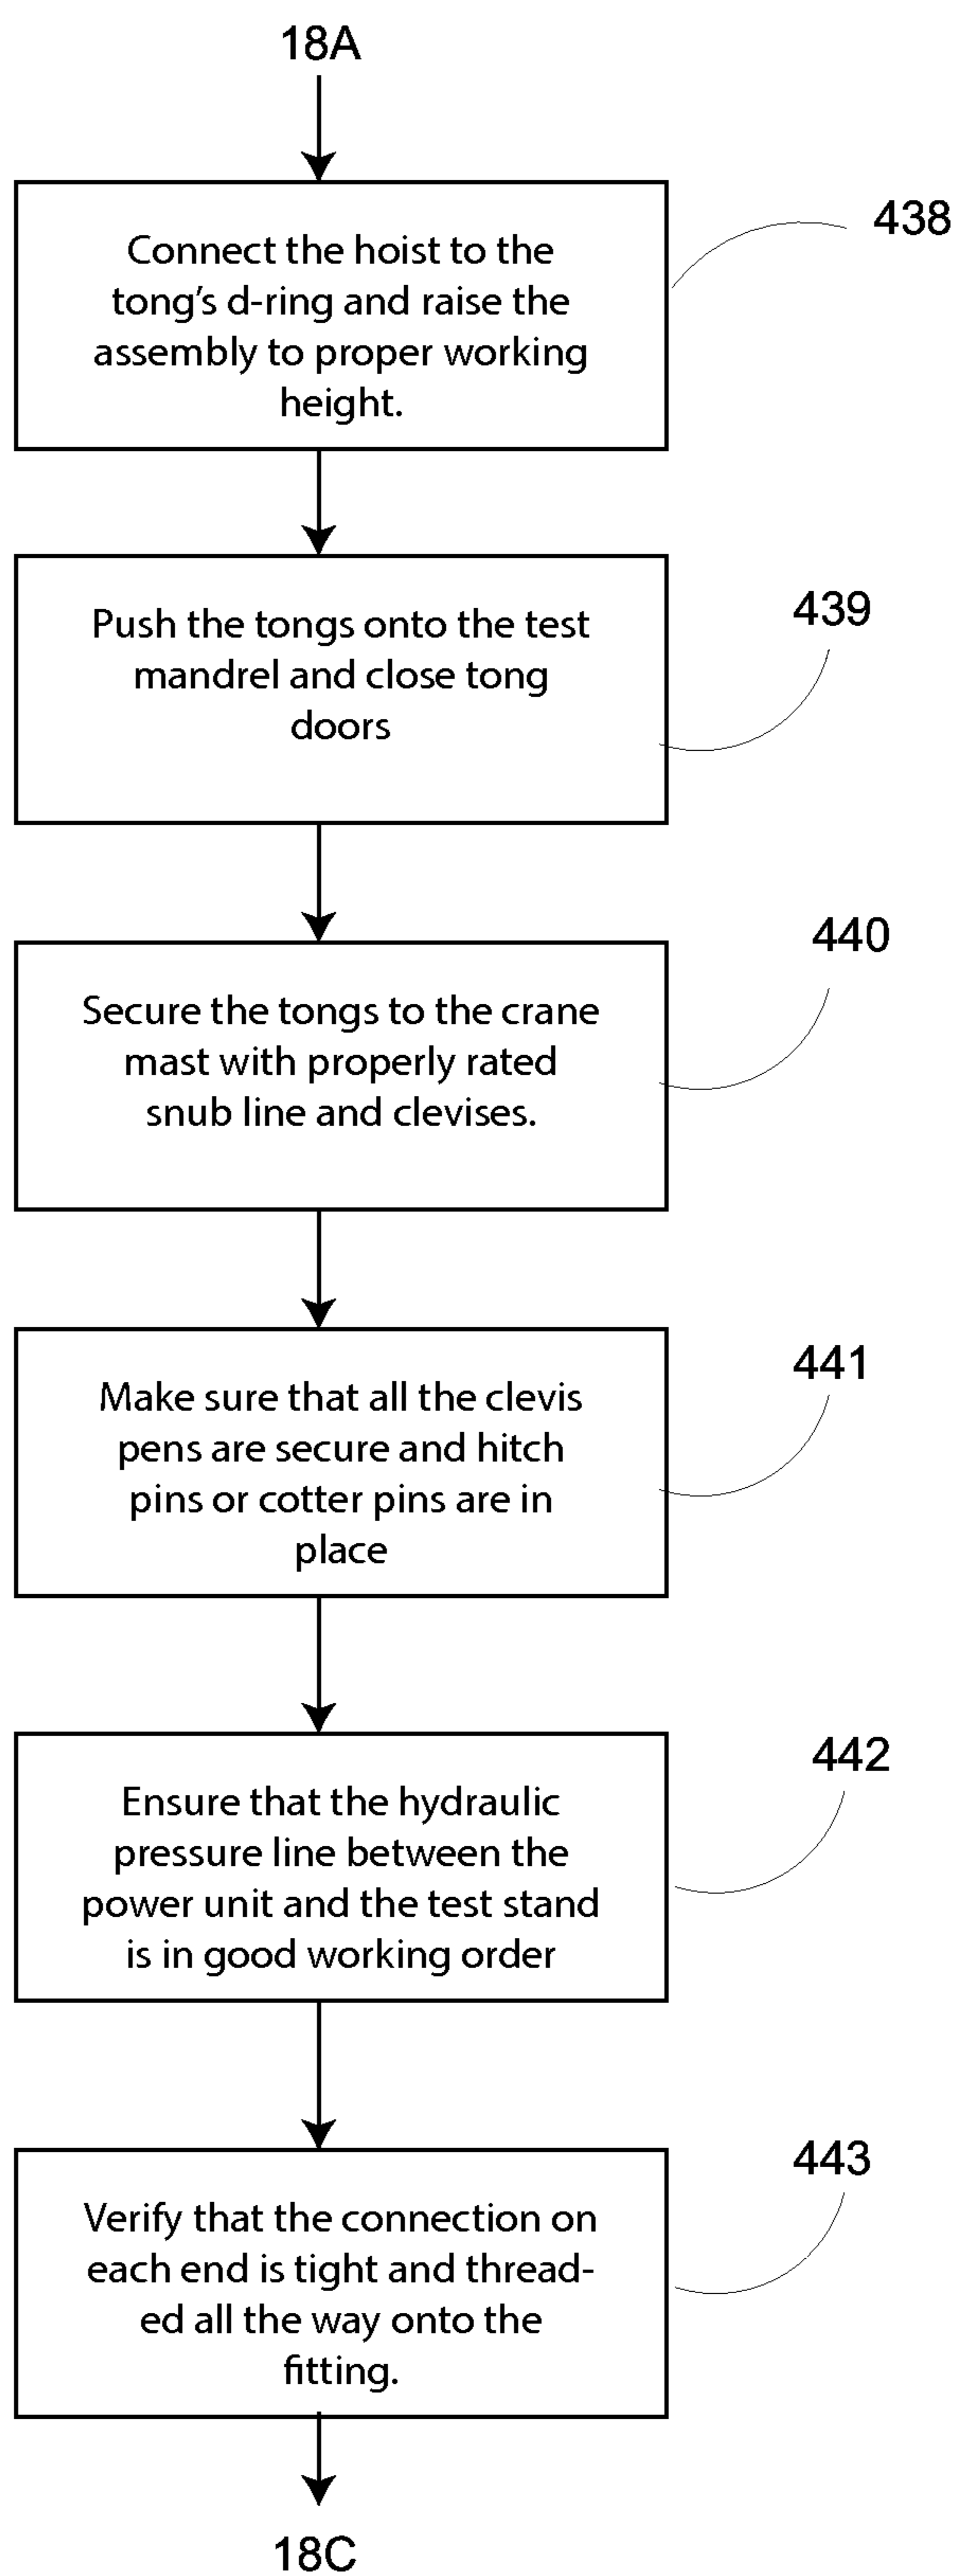 18A
438
Connect the hoist to the
tong’s d-ring and raise the
assembly to proper working
height.
439
Push the tongs onto the test
mandrel and close tong
doors
440
Secure the tongs to the crane
mast with properly rated
snub line and clevises.
441
Make sure that all the clevis
pens are secure and hitch
pins or cotter pins are in
place
442
Ensure that the hydraulic
pressure line between the
power unit and the test stand
is in good working order
443
Verify that the connection on
each end is tight and thread-
ed all the way onto the
fitting.
18C